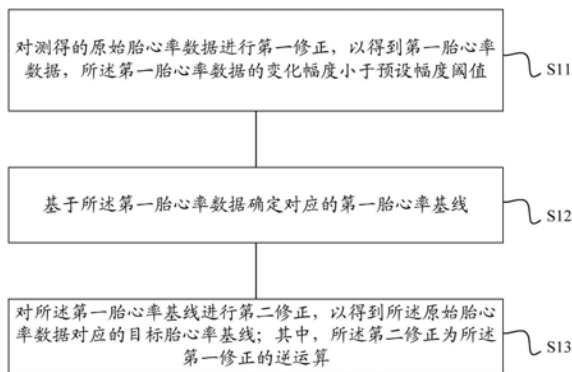 对测得的原始胎心率数据进行第一修正，以得到第一胎心率
数据，所述第一胎心率数据的变化幅度小于预设幅度阈值
S11
基于所述第一胎心率数据确定对应的第一胎心率基线
S12
对所述第一胎心率基线进行第二修正，以得到所述原始胎心
率数据对应的目标胎心率基线；其中，所述第二修正为所述
第一修正的逆运算
S13